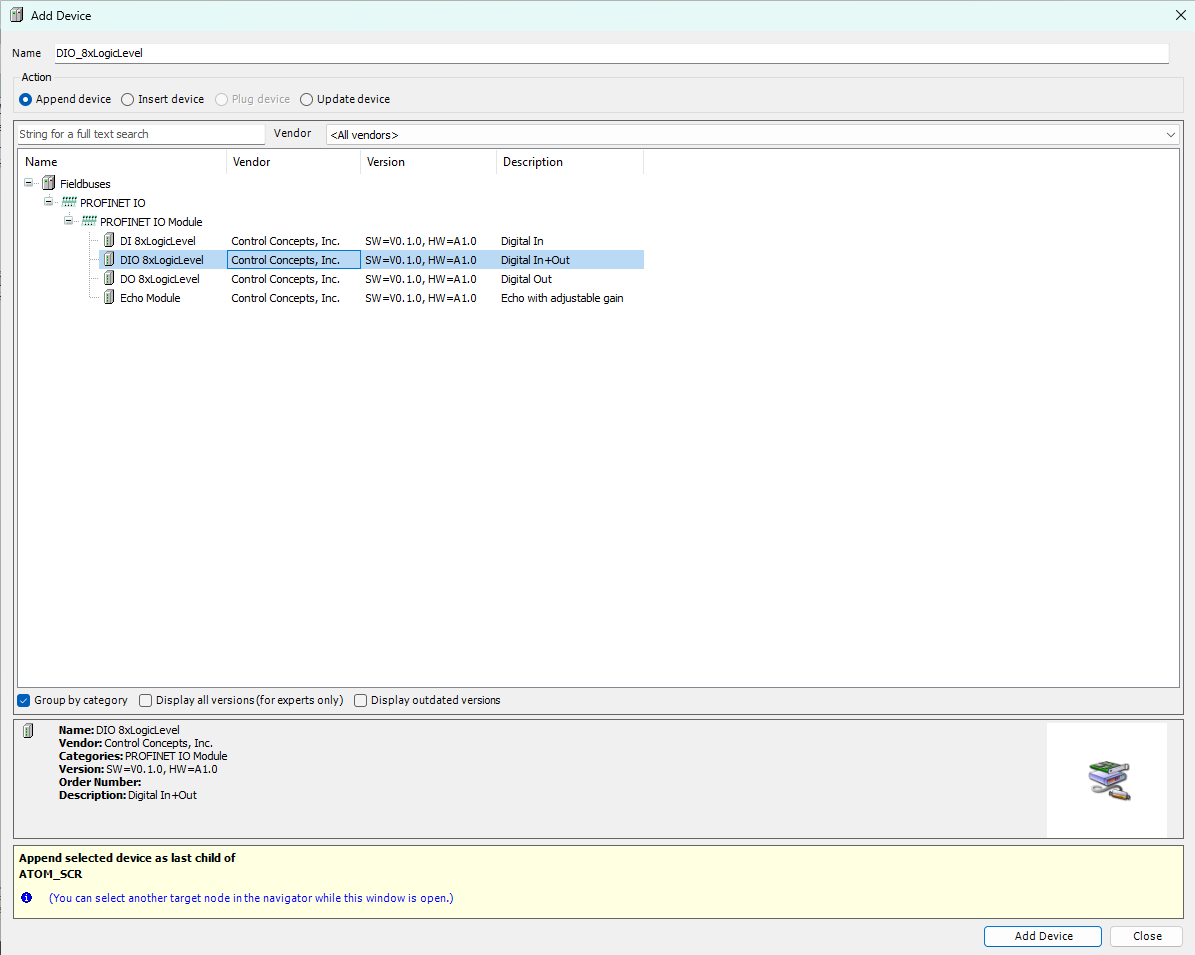 Add Device
Name DIO_8xLogicLevel
Action
Append device Insert device Plug device Update device
String for a full text search Vendor <All vendors>
Name Vendor Version Description
Fieldbuses
PROFINET IO
PROFINET IO Module
DI 8xLogicLevel Control Concepts, Inc. SW=V0.1.0, HW=A1.0 Digital In
DIO 8xLogicLevel Control Concepts, Inc. SW=V0.1.0, HW=A1.0 Digital In+Out
DO 8xLogicLevel Control Concepts, Inc. SW=V0.1.0, HW=A1.0 Digital Out
Echo Module Control Concepts, Inc. SW=V0.1.0, HW=A1.0 Echo with adjustable gain
Group by category Display all versions (for experts only) Display outdated versions
Name: DIO 8xLogicLevel
Vendor: Control Concepts, Inc.
Categories: PROFINET IO Module
Version: SW=V0.1.0, HW=A1.0
Order Number:
Description: Digital In+Out
Append selected device as last child of
ATOM_SCR
(You can select another target node in the navigator while this window is open.)
Add Device Close